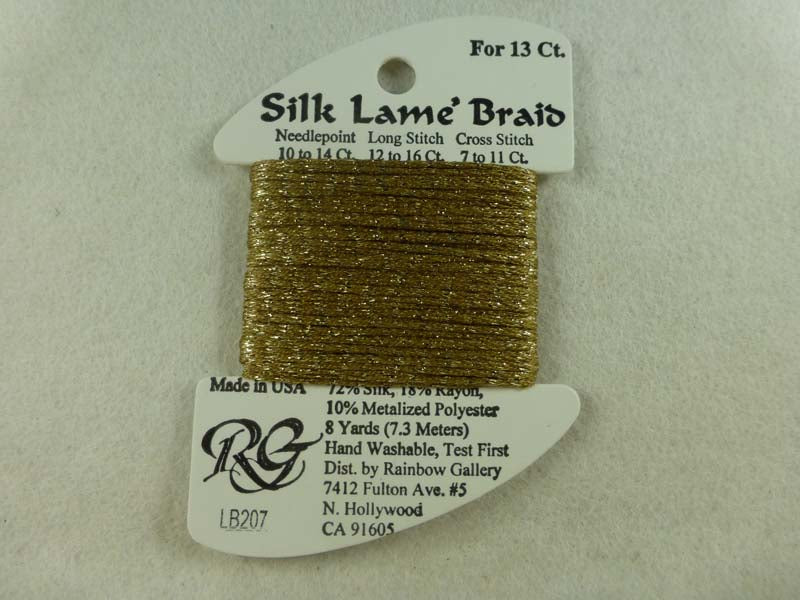 For 13 Ct.
Silk Lame' Braid
Needlepoint Long Stitch Cross Stitch
10 to 14 Ct. 12 to 16 Ct. 7 to 11 Ct.
Made in USA
72% Silk, 18% Rayon,
10% Metalized Polyester
8 Yards (7.3 Meters)
Hand Washable, Test First
Dist. by Rainbow Gallery
7412 Fulton Ave. #5
N. Hollywood
CA 91605
RG
LB207